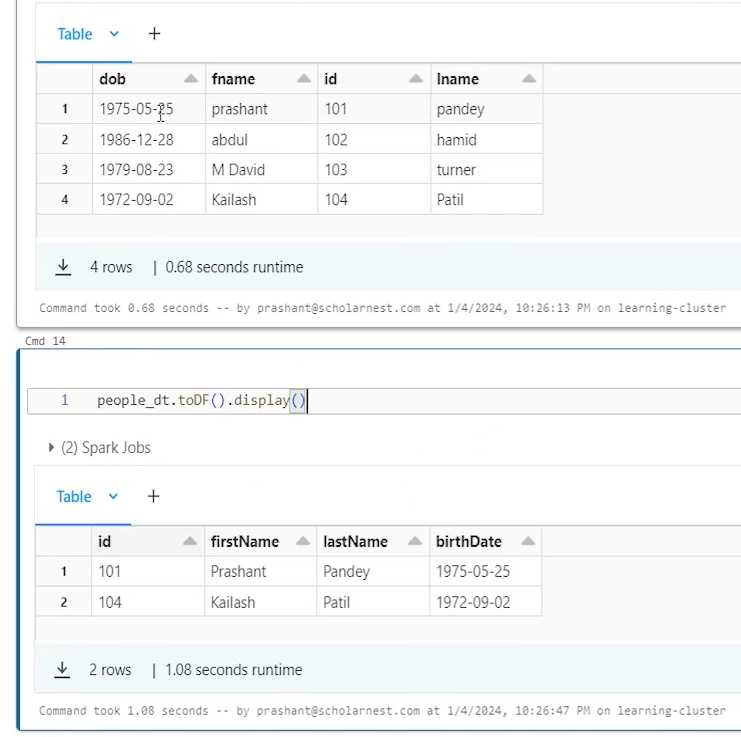 Table +
dob fname id lname
1 1975-05-25 prashant 101 pandey
2 1986-12-28 abdul 102 hamid
3 1979-08-23 M David 103 turner
4 1972-09-02 Kailash 104 Patil
4 rows | 0.68 seconds runtime
Command took 0.68 seconds -- by prashant@scholarnest.com at 1/4/2024, 10:26:13 PM on learning-cluster
Cmd 14
1 people_dt.toDF().display()
(2) Spark Jobs
Table +
id firstName lastName birthDate
1 101 Prashant Pandey 1975-05-25
2 104 Kailash Patil 1972-09-02
2 rows | 1.08 seconds runtime
Command took 1.08 seconds -- by prashant@scholarnest.com at 1/4/2024, 10:26:47 PM on learning-cluster